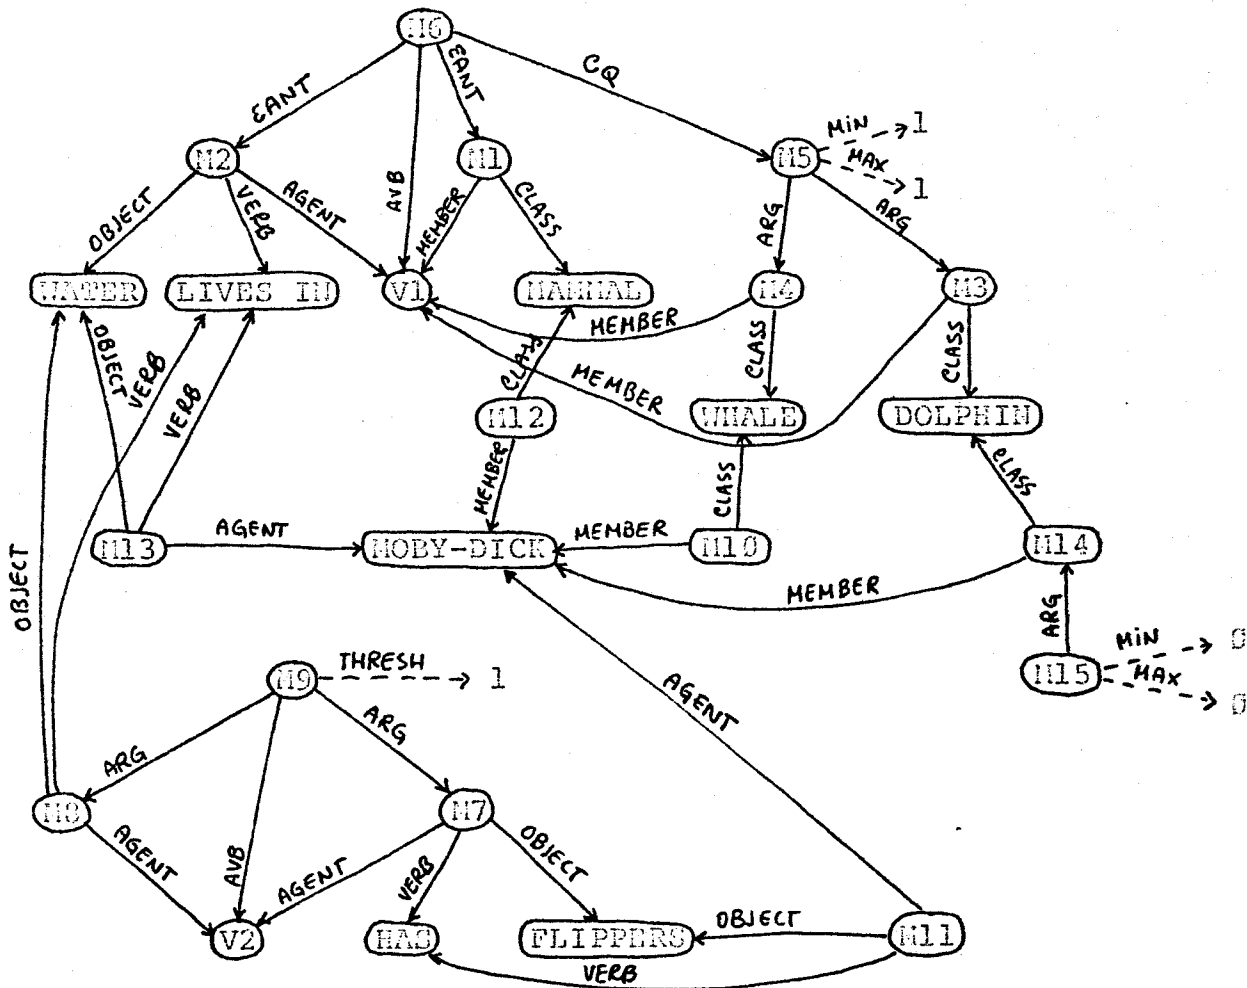 M6
EANT
EANT
CQ
AVB
M2
M1
M5
MIN
1
MAX
1
OBJECT
VERB
AGENT
MEMBER
CLASS
ARG
ARG
WATER
LIVES IN
V1
MAMMAL
M4
M3
OBJECT
VERB
VERB
MEMBER
CLASS
CLASS
CLASS
MEMBER
M12
WHALE
DOLPHIN
MEMBER
CLASS
CLASS
M13
AGENT
MOBY-DICK
MEMBER
M10
M14
OBJECT
MEMBER
ARG
MIN
0
M15
MAX
0
M9
THRESH
1
AGENT
ARG
ARG
M8
M7
AGENT
AVB
AGENT
VERB
OBJECT
V2
HAS
FLIPPERS
OBJECT
M11
VERB